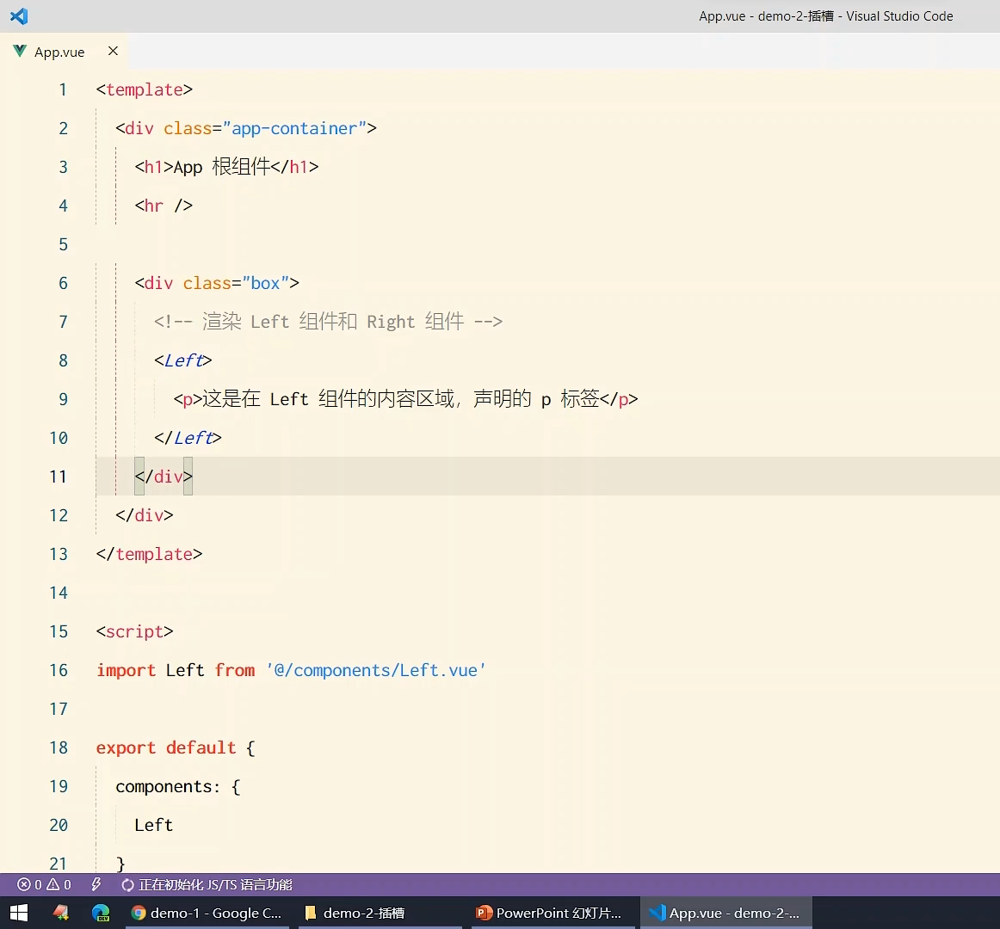 App.vue - demo-2-插槽 - Visual Studio Code
App.vue
1 <template>
2 <div class="app-container">
3 <h1>App 根组件</h1>
4 <hr />
5
6 <div class="box">
7 <!-- 渲染 Left 组件和 Right 组件 -->
8 <Left>
9 <p>这是在 Left 组件的内容区域，声明的 p 标签</p>
10 </Left>
11 </div>
12 </div>
13 </template>
14
15 <script>
16 import Left from '@/components/Left.vue'
17
18 export default {
19 components: {
20 Left
21 }
0 0 正在初始化 JS/TS 语言功能
DEV demo-1 - Google C... demo-2-插槽 P PowerPoint 幻灯片... App.vue - demo-2-...